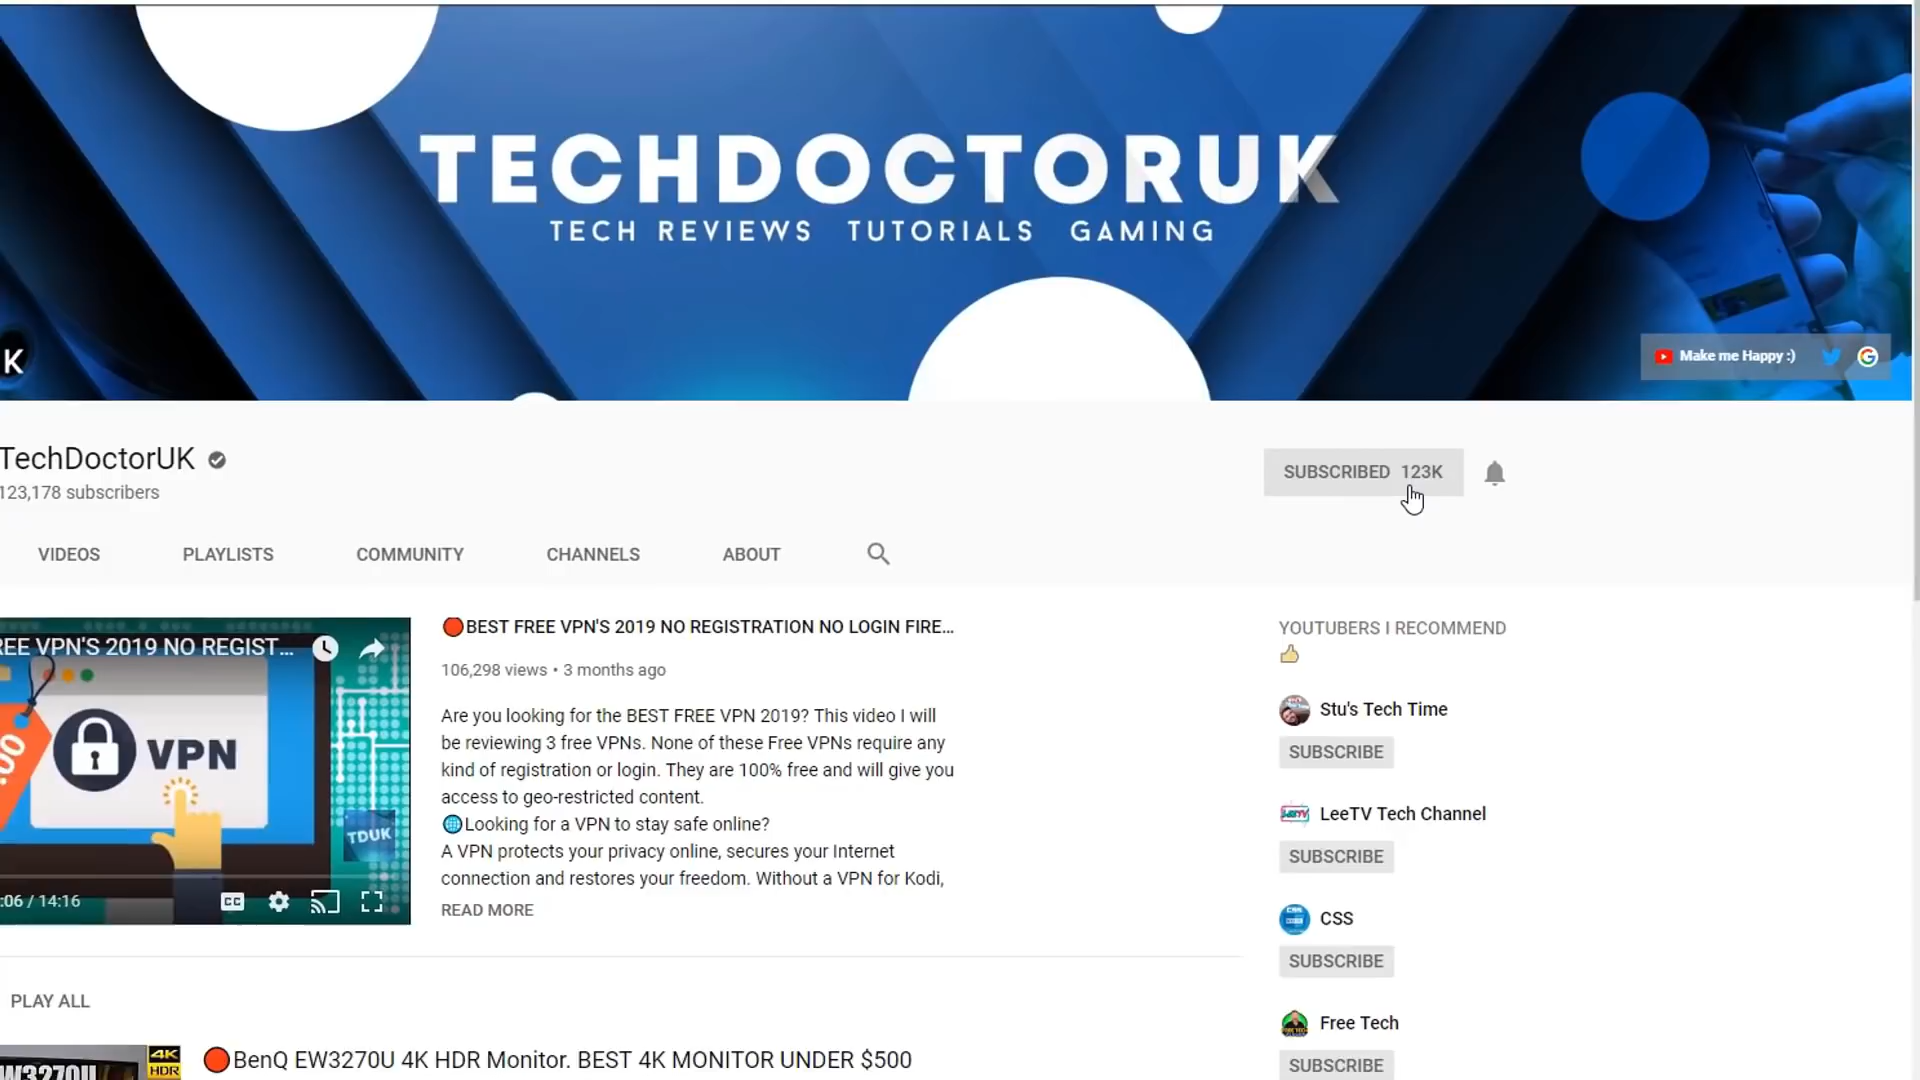 TECHDOCTORUK
TECH REVIEWS TUTORIALS GAMING
K
Make me Happy :)
TechDoctorUK
123,178 subscribers
SUBSCRIBED 123K
VIDEOS PLAYLISTS COMMUNITY CHANNELS ABOUT
EE VPN'S 2019 NO REGIST...
VPN
TDUK
:06 / 14:16
CC
BEST FREE VPN'S 2019 NO REGISTRATION NO LOGIN FIRE...
106,298 views • 3 months ago
Are you looking for the BEST FREE VPN 2019? This video I will
be reviewing 3 free VPNs. None of these Free VPNs require any
kind of registration or login. They are 100% free and will give you
access to geo-restricted content.
Looking for a VPN to stay safe online?
A VPN protects your privacy online, secures your Internet
connection and restores your freedom. Without a VPN for Kodi,
READ MORE
YOUTUBERS I RECOMMEND
Stu's Tech Time
SUBSCRIBE
LeeTV Tech Channel
SUBSCRIBE
CSS
SUBSCRIBE
Free Tech
SUBSCRIBE
PLAY ALL
4K
HDR
BenQ EW3270U 4K HDR Monitor. BEST 4K MONITOR UNDER $500